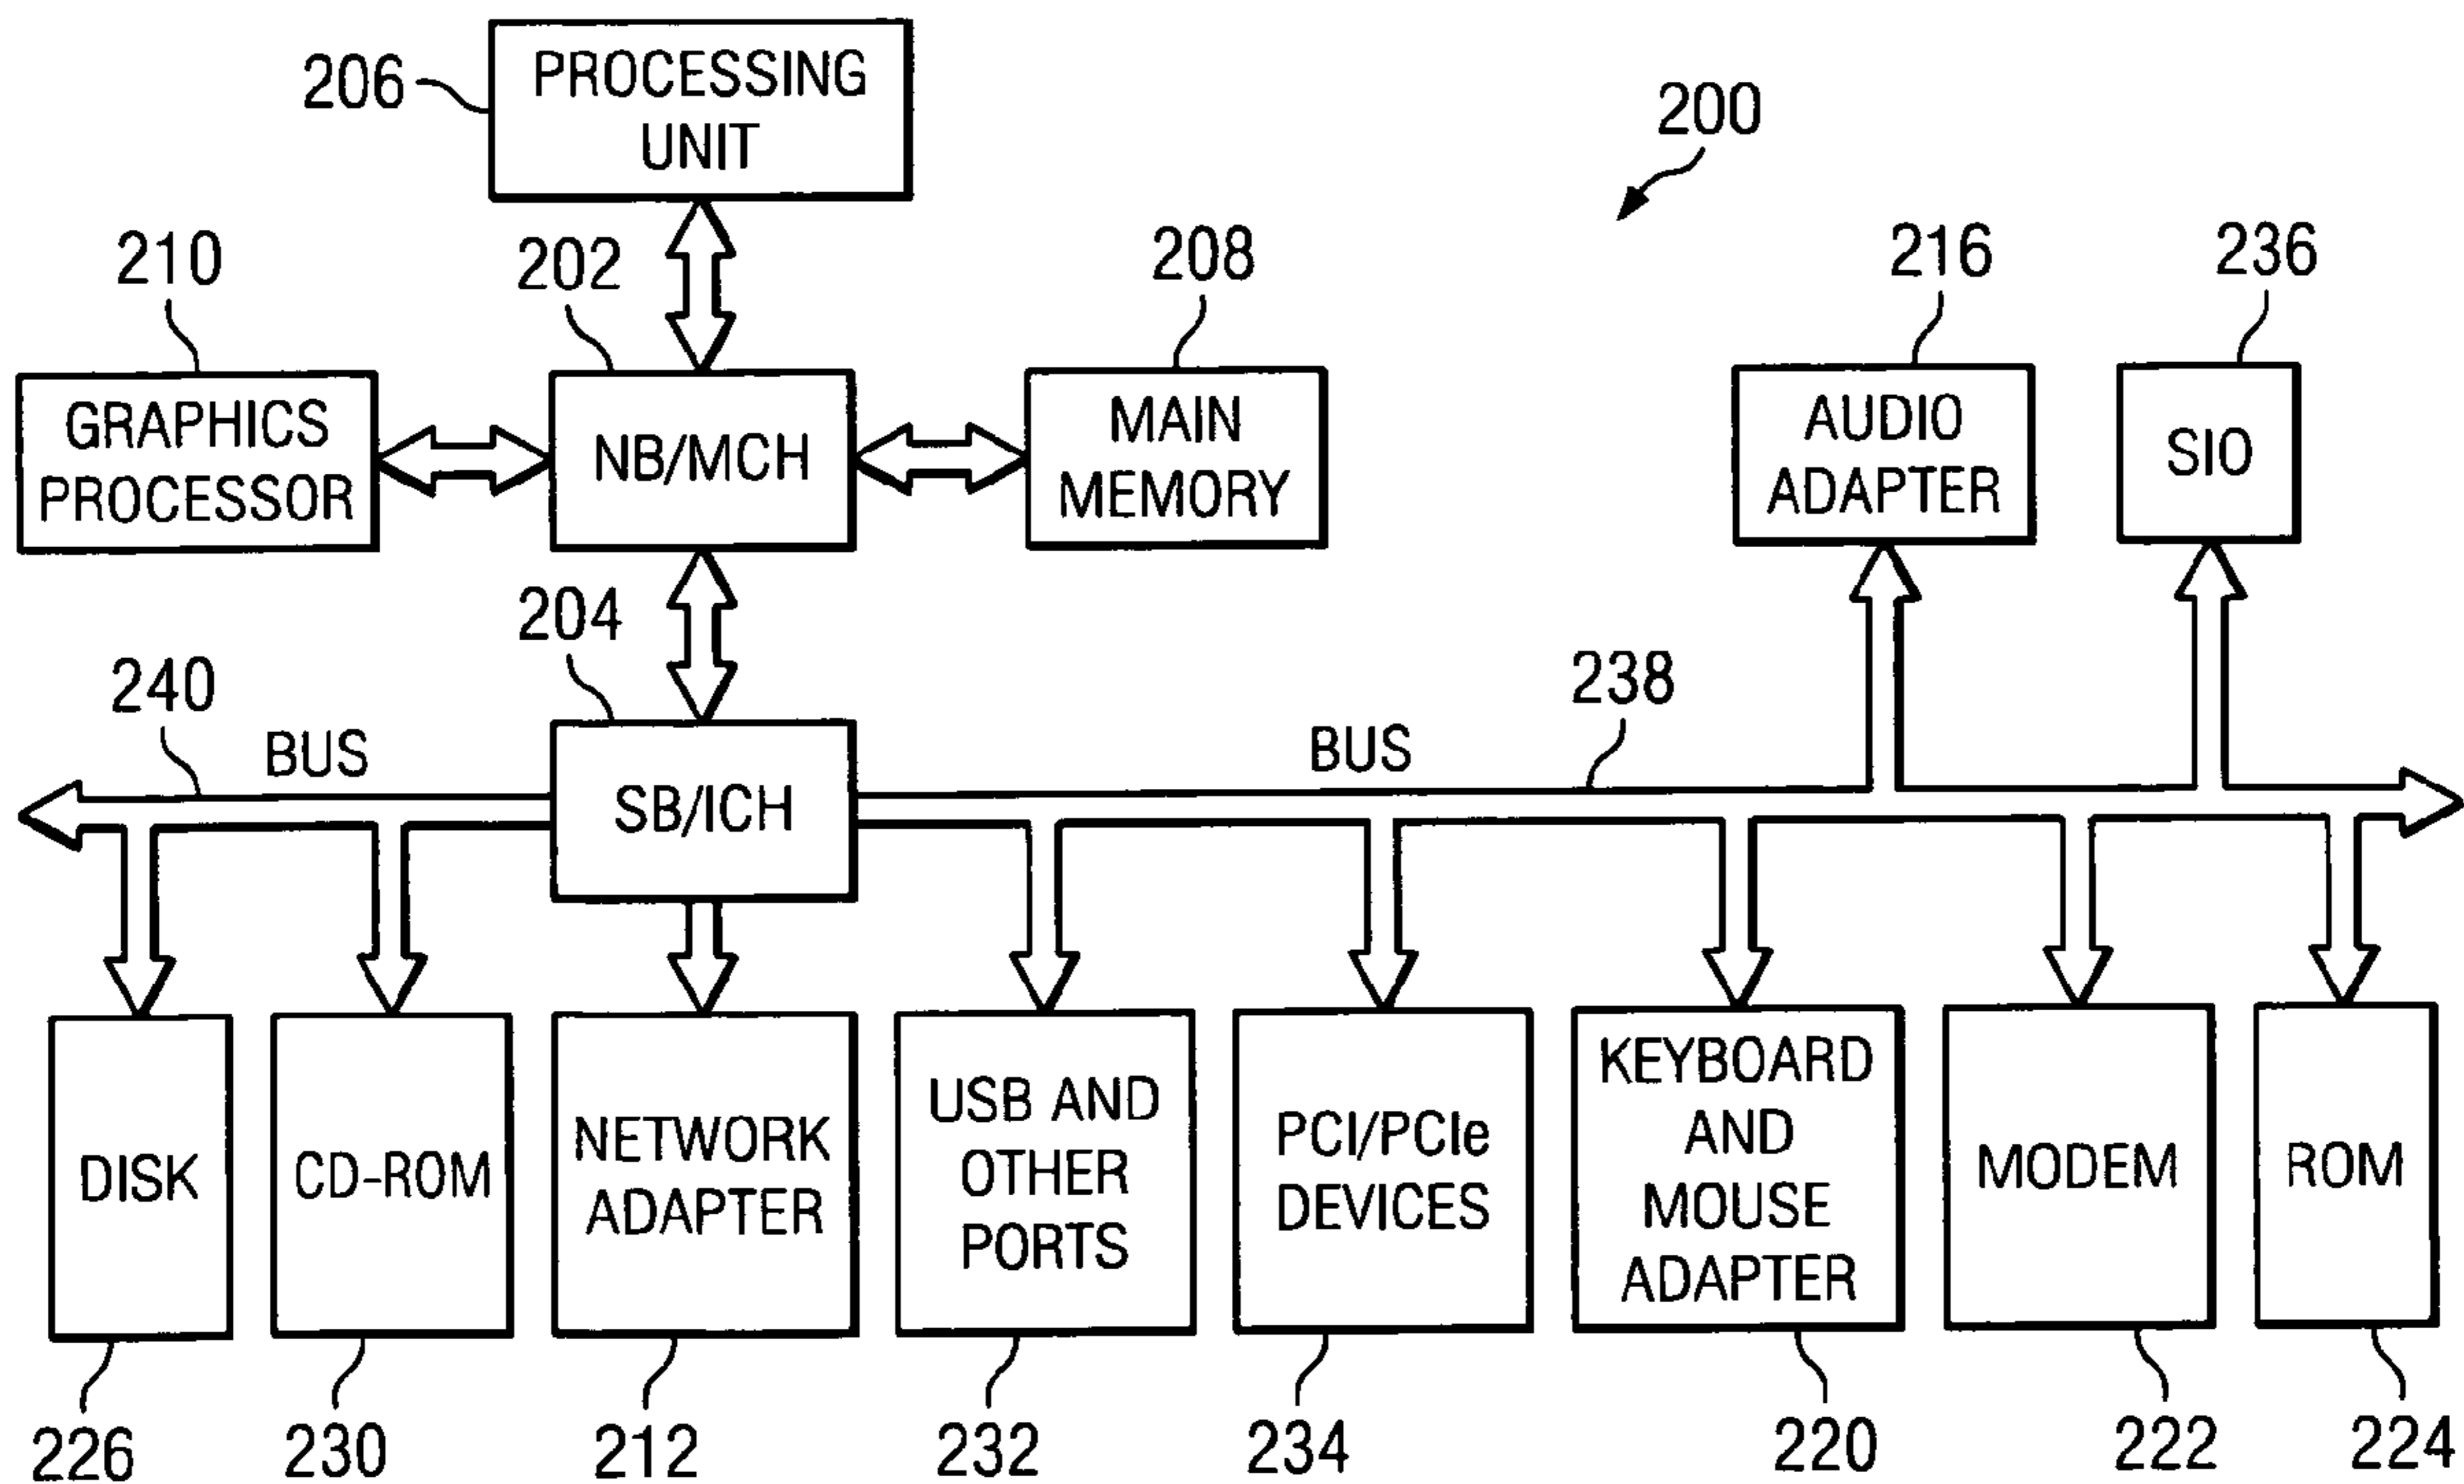 206
PROCESSING
UNIT
200
210
202
208
216
236
GRAPHICS
PROCESSOR
NB/MCH
MAIN
MEMORY
AUDIO
ADAPTER
SIO
204
240
BUS
SB/ICH
BUS
238
DISK
CD-ROM
NETWORK
ADAPTER
USB AND
OTHER
PORTS
PCI/PCIe
DEVICES
KEYBOARD
AND
MOUSE
ADAPTER
MODEM
ROM
226
230
212
232
234
220
222
224